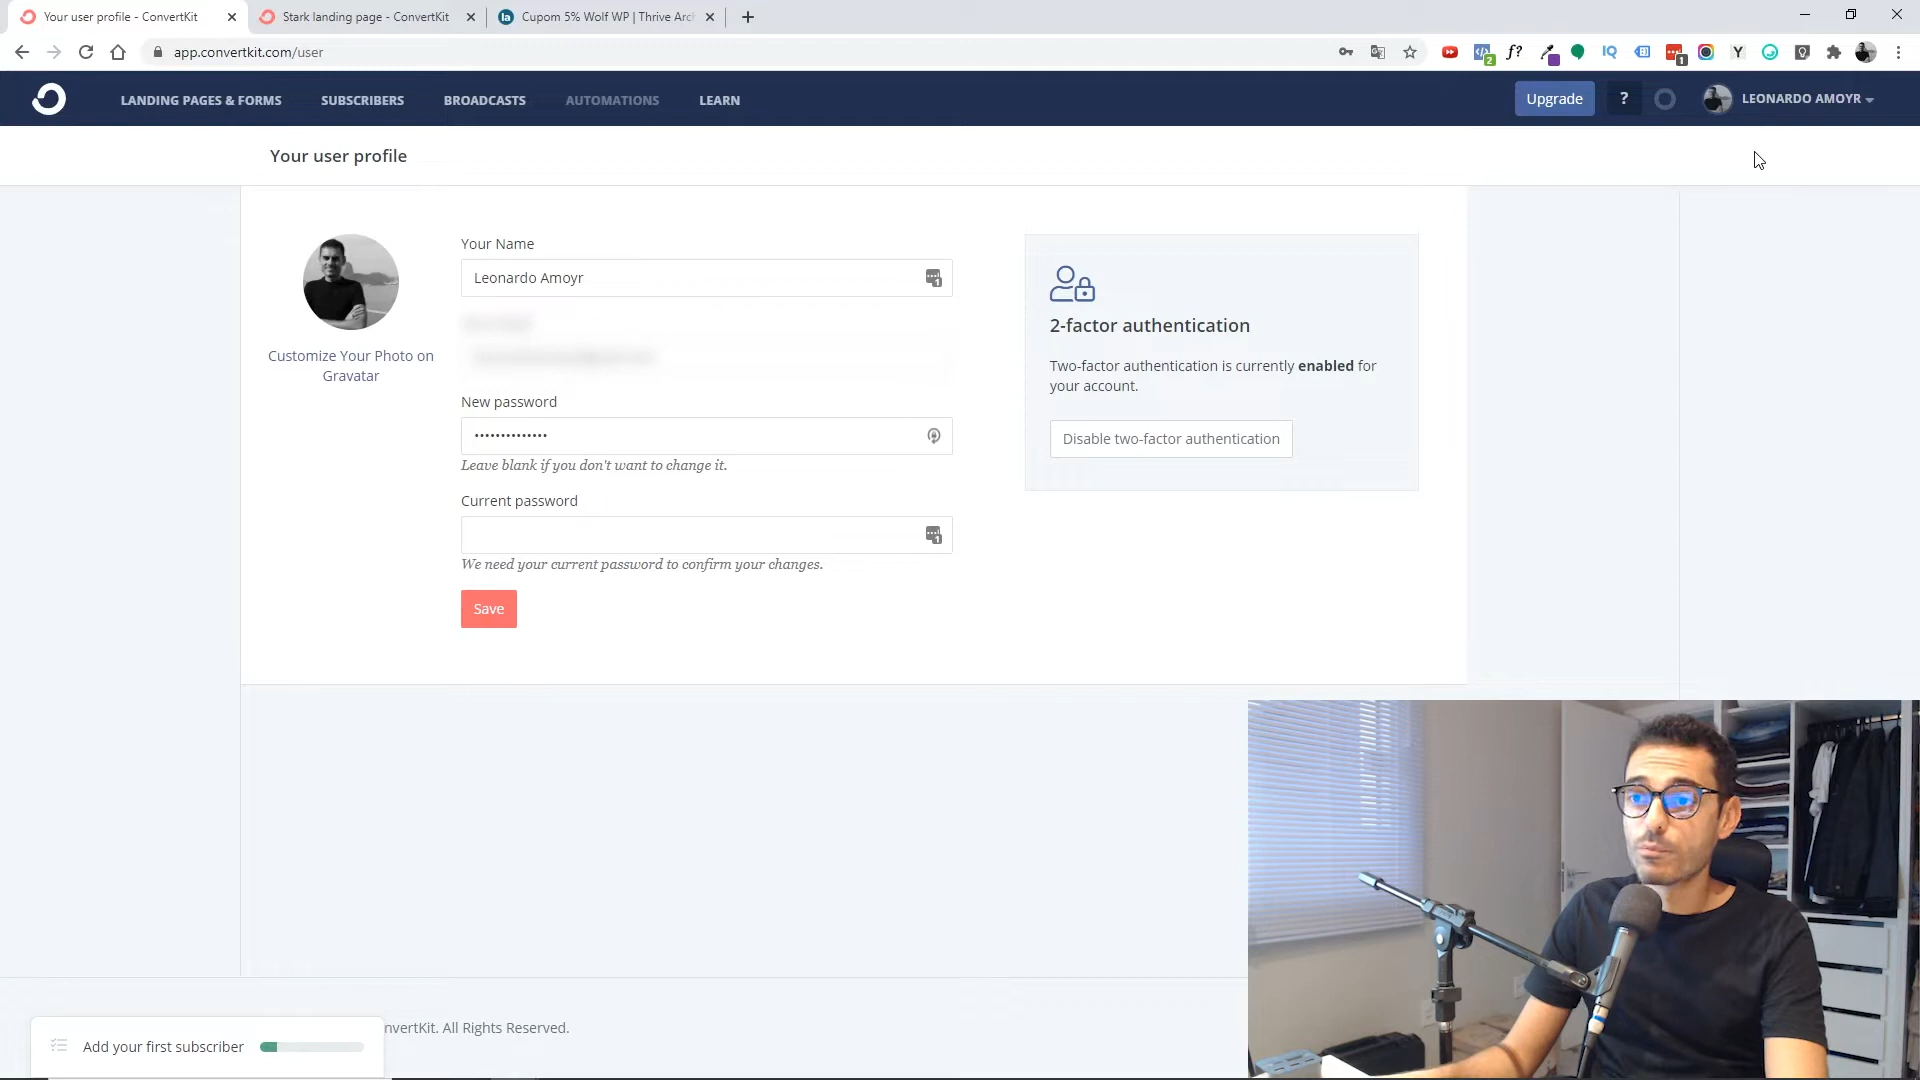 Your user profile - ConvertKit
Stark landing page - ConvertKit
Cupom 5% Wolf WP | Thrive Arc
app.convertkit.com/user
LANDING PAGES & FORMS
SUBSCRIBERS
BROADCASTS
AUTOMATIONS
LEARN
Upgrade
?
LEONARDO AMOYR
Your user profile
Customize Your Photo on
Gravatar
Your Name
Leonardo Amoyr
New password
••••••••••••••
Leave blank if you don't want to change it.
Current password
We need your current password to confirm your changes.
Save
2-factor authentication
Two-factor authentication is currently enabled for
your account.
Disable two-factor authentication
nvertKit. All Rights Reserved.
Add your first subscriber